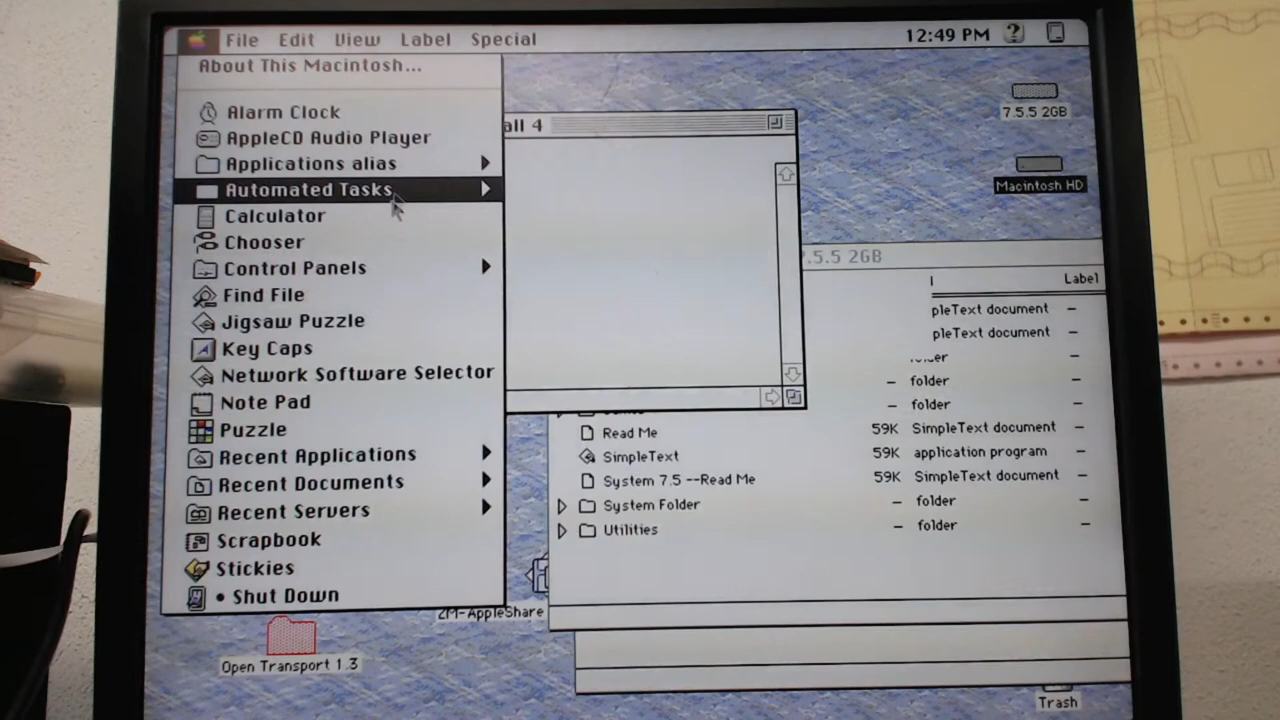 File Edit View Label Special 12:49 PM
About This Macintosh...
Alarm Clock
AppleCD Audio Player
Applications alias
Automated Tasks
Calculator
Chooser
Control Panels
Find File
Jigsaw Puzzle
Key Caps
Network Software Selector
Note Pad
Puzzle
Recent Applications
Recent Documents
Recent Servers
Scrapbook
Stickies
• Shut Down
all 4
7.5.5 2GB
Macintosh HD
.5.5 2GB
Label
pleText document —
pleText document —
—
— folder —
— folder —
Read Me 59K SimpleText document —
SimpleText 59K application program —
System 7.5 --Read Me 59K SimpleText document —
System Folder — folder —
Utilities — folder —
ZM-AppleShare
Open Transport 1.3
Trash